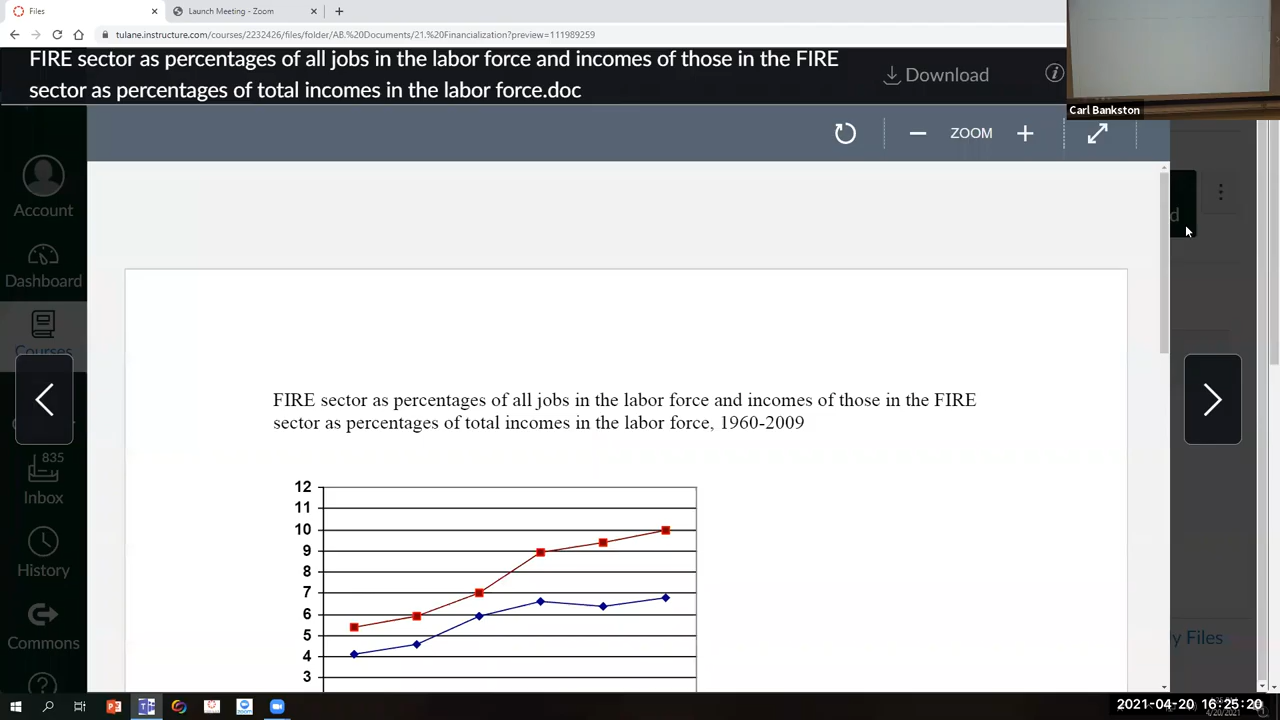 Files
Launch Meeting - Zoom
tulane.instructure.com/courses/2232426/files/folder/AB.%20Documents/21.%20Financialization?preview=111989259
FIRE sector as percentages of all jobs in the labor force and incomes of those in the FIRE
sector as percentages of total incomes in the labor force.doc
Download
Carl Bankston
ZOOM
Account
Dashboard
Courses
835
Inbox
History
Commons
d
y Files
FIRE sector as percentages of all jobs in the labor force and incomes of those in the FIRE
sector as percentages of total incomes in the labor force, 1960-2009
12
11
10
9
8
7
6
5
4
3
2021-04-20 16:25:20